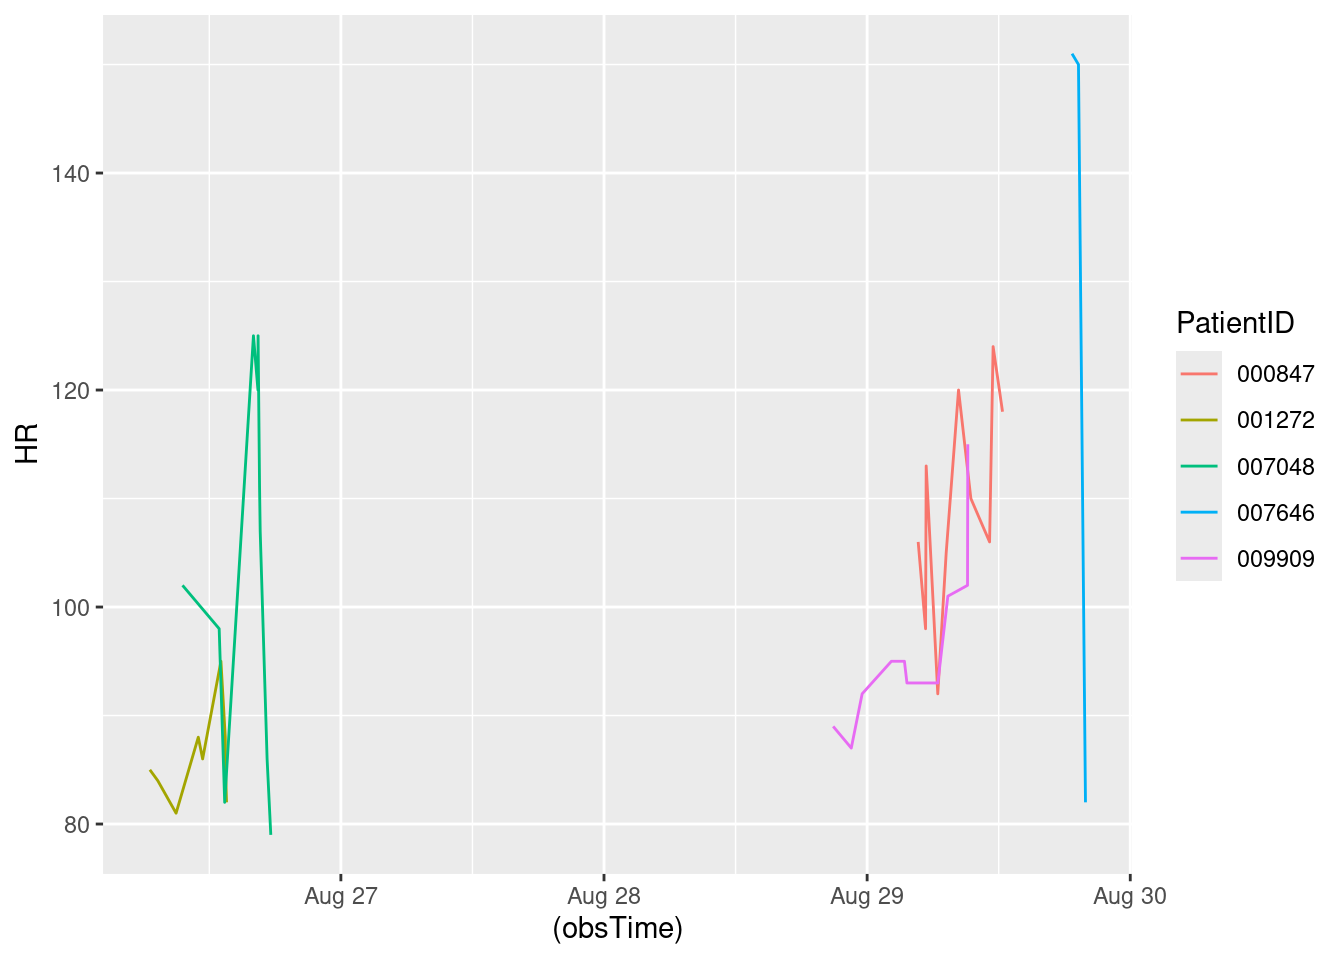 HR
140
120
100
80
Aug 27
Aug 28
Aug 29
Aug 30
(obsTime)
PatientID
000847
001272
007048
007646
009909